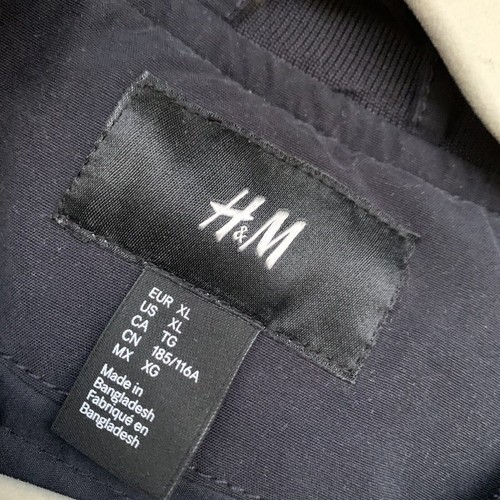 H&M
EUR XL
US XL
CA TG
CN 185/116A
MX XG
Made in
Bangladesh
Fabriqué en
Bangladesh